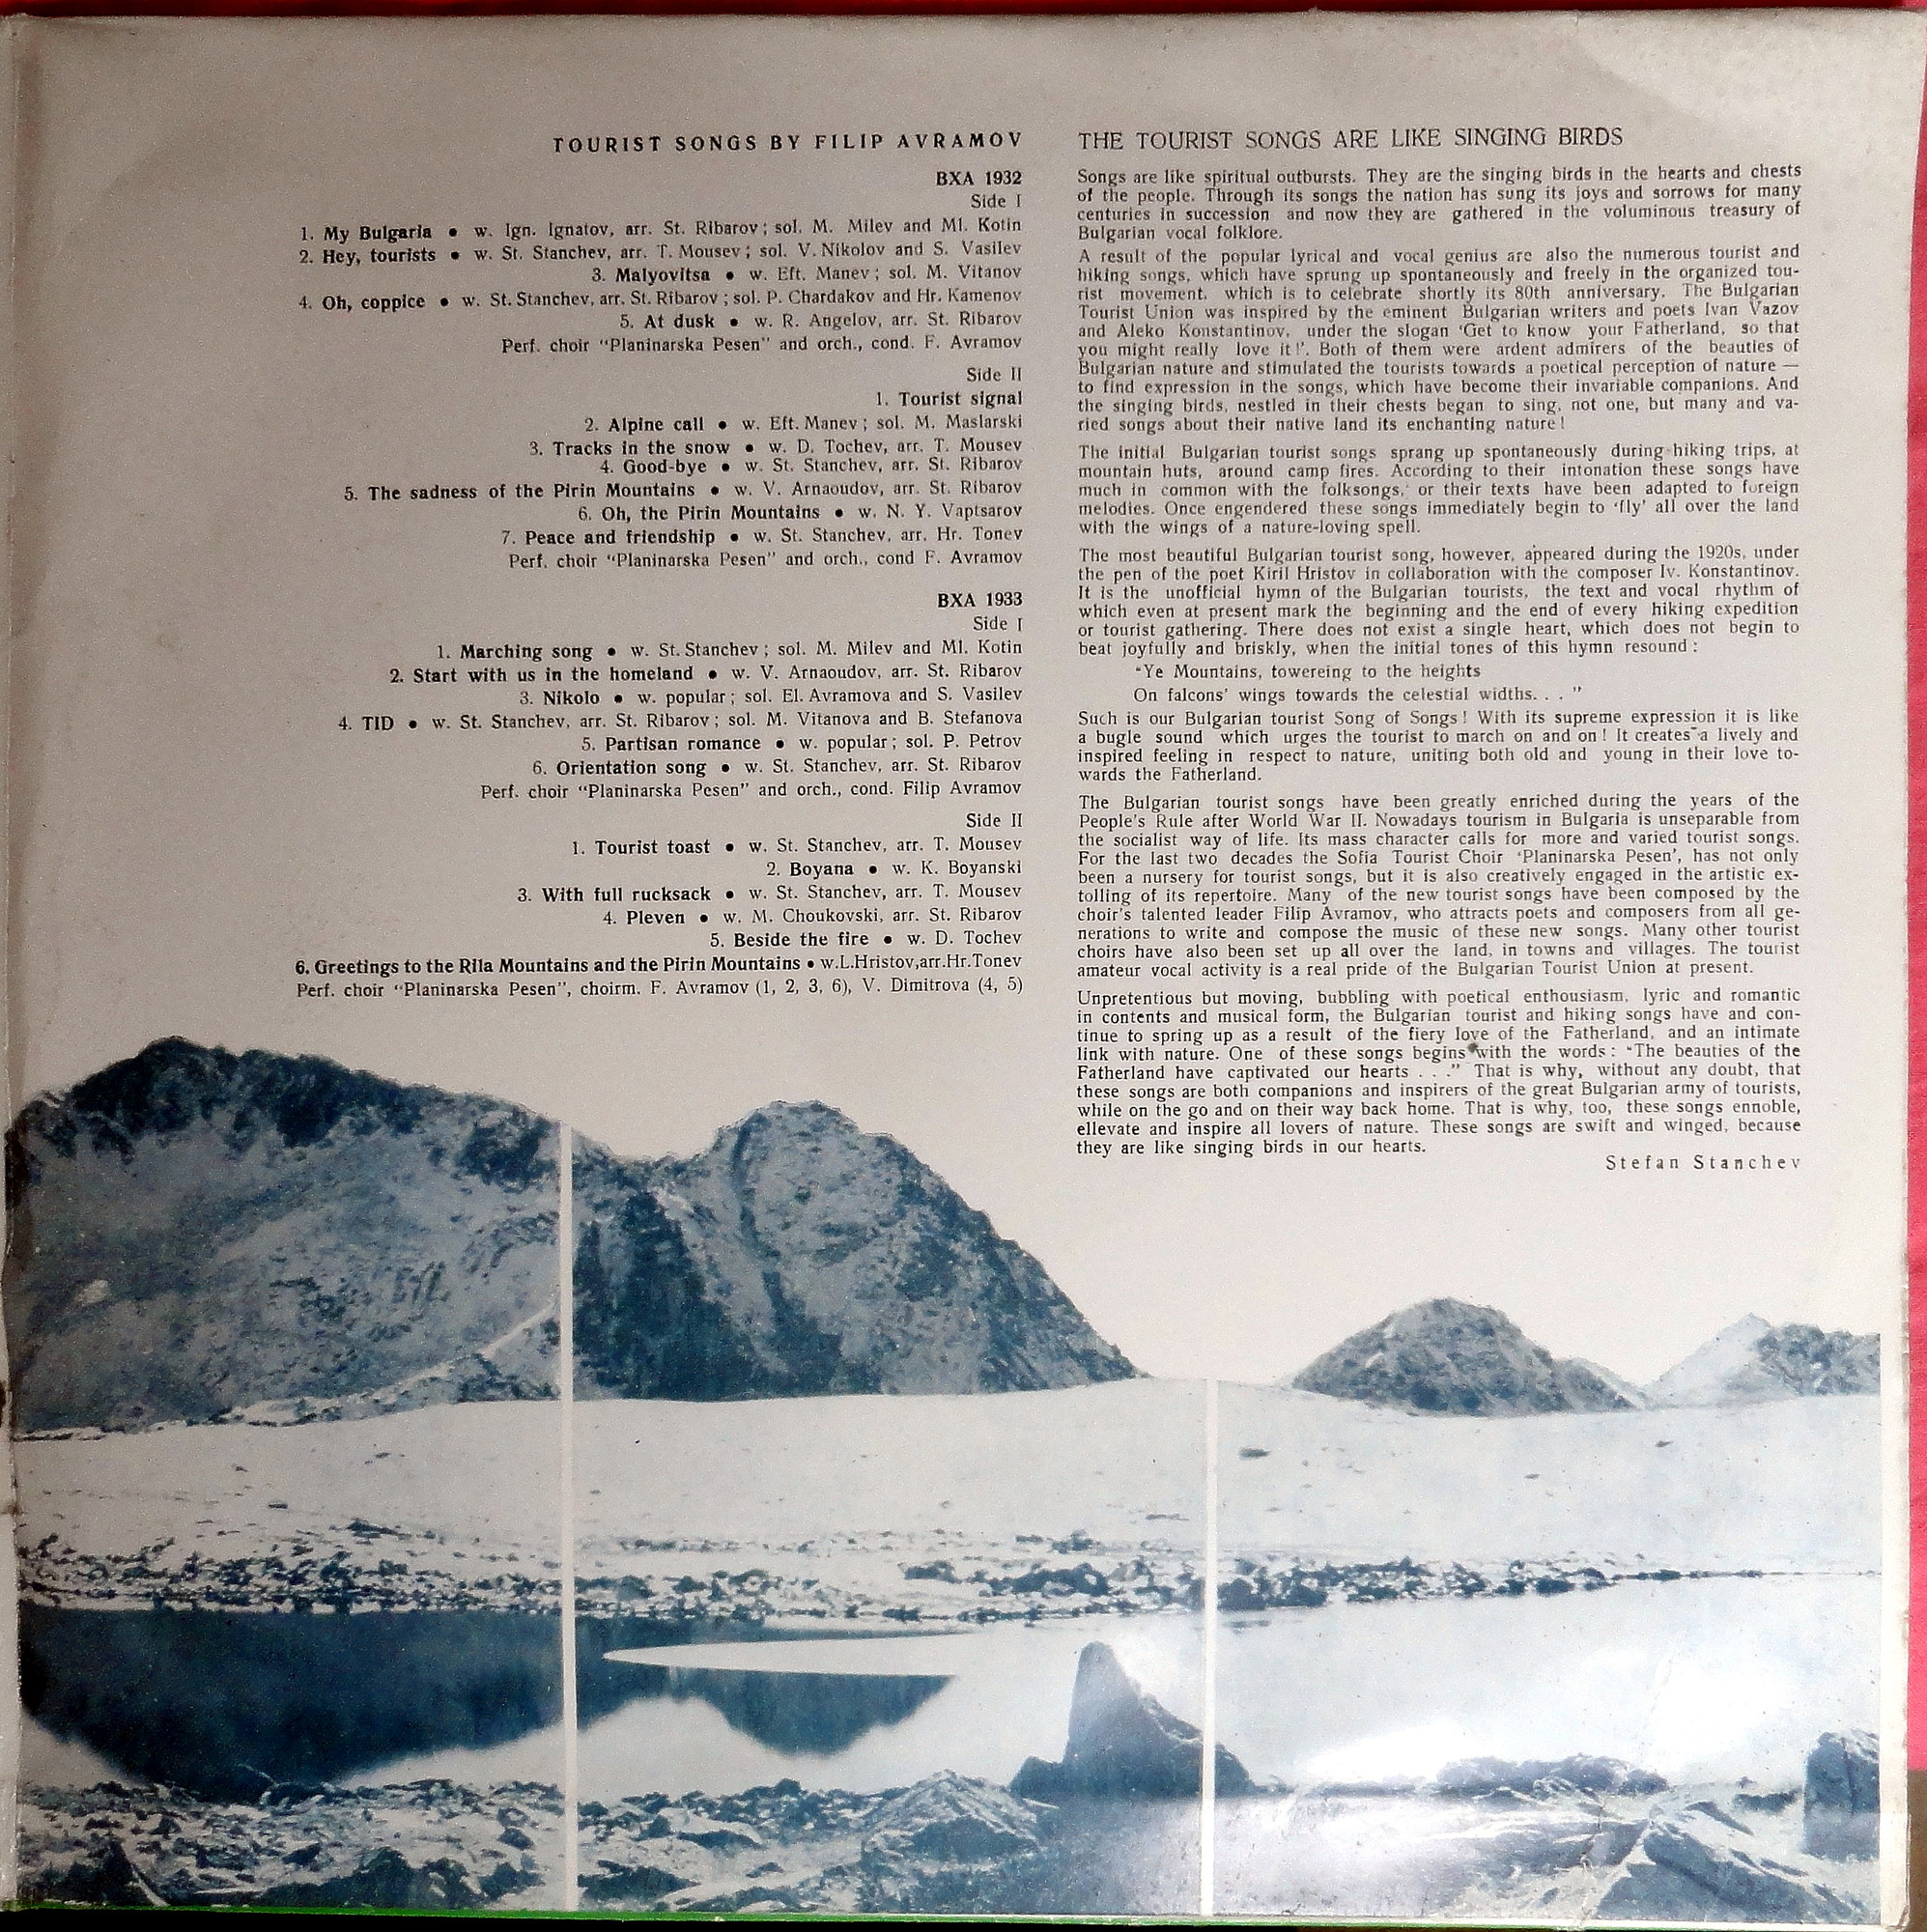 TOURIST SONGS BY FILIP AVRAMOV
BXA 1932
Side I
1. My Bulgaria • w. Ign. Ignatov, arr. St. Ribarov; sol. M. Milev and Ml. Kotin
2. Hey, tourists • w. St. Stanchev, arr. T. Mousev; sol. V. Nikolov and S. Vasilev
3. Malyovitsa • w. Eft. Manev; sol. M. Vitanov
4. Oh, coppice • w. St. Stanchev, arr. St. Ribarov; sol. P. Chardakov and Hr. Kamenov
5. At dusk • w. R. Angelov, arr. St. Ribarov
Perf. choir "Planinarska Pesen" and orch., cond. F. Avramov
Side II
1. Tourist signal
2. Alpine call • w. Eft. Manev; sol. M. Maslarski
3. Tracks in the snow • w. D. Tochev, arr. T. Mousev
4. Good-bye • w. St. Stanchev, arr. St. Ribarov
5. The sadness of the Pirin Mountains • w. V. Arnaoudov, arr. St. Ribarov
6. Oh, the Pirin Mountains • w. N. Y. Vaptsarov
7. Peace and friendship • w. St. Stanchev, arr. Hr. Tonev
Perf. choir "Planinarska Pesen" and orch., cond F. Avramov
BXA 1933
Side I
1. Marching song • w. St. Stanchev; sol. M. Milev and Ml. Kotin
2. Start with us in the homeland • w. V. Arnaoudov, arr. St. Ribarov
3. Nikolo • w. popular; sol. El. Avramova and S. Vasilev
4. TID • w. St. Stanchev, arr. St. Ribarov; sol. M. Vitanova and B. Stefanova
5. Partisan romance • w. popular; sol. P. Petrov
6. Orientation song • w. St. Stanchev, arr. St. Ribarov
Perf. choir "Planinarska Pesen" and orch., cond. Filip Avramov
Side II
1. Tourist toast • w. St. Stanchev, arr. T. Mousev
2. Boyana • w. K. Boyanski
3. With full rucksack • w. St. Stanchev, arr. T. Mousev
4. Pleven • w. M. Choukovski, arr. St. Ribarov
5. Beside the fire • w. D. Tochev
6. Greetings to the Rila Mountains and the Pirin Mountains • w.L.Hristov,arr.Hr.Tonev
Perf. choir "Planinarska Pesen", choirm. F. Avramov (1, 2, 3, 6), V. Dimitrova (4, 5)
THE TOURIST SONGS ARE LIKE SINGING BIRDS
Songs are like spiritual outbursts. They are the singing birds in the hearts and chests
of the people. Through its songs the nation has sung its joys and sorrows for many
centuries in succession and now they are gathered in the voluminous treasury of
Bulgarian vocal folklore.
A result of the popular lyrical and vocal genius are also the numerous tourist and
hiking songs, which have sprung up spontaneously and freely in the organized tou-
rist movement, which is to celebrate shortly its 80th anniversary. The Bulgarian
Tourist Union was inspired by the eminent Bulgarian writers and poets Ivan Vazov
and Aleko Konstantinov, under the slogan 'Get to know your Fatherland, so that
you might really love it!'. Both of them were ardent admirers of the beauties of
Bulgarian nature and stimulated the tourists towards a poetical perception of nature —
to find expression in the songs, which have become their invariable companions. And
the singing birds, nestled in their chests began to sing, not one, but many and va-
ried songs about their native land its enchanting nature!
The initial Bulgarian tourist songs sprang up spontaneously during hiking trips, at
mountain huts, around camp fires. According to their intonation these songs have
much in common with the folksongs, or their texts have been adapted to foreign
melodies. Once engendered these songs immediately begin to 'fly' all over the land
with the wings of a nature-loving spell.
The most beautiful Bulgarian tourist song, however, appeared during the 1920s, under
the pen of the poet Kiril Hristov in collaboration with the composer Iv. Konstantinov.
It is the unofficial hymn of the Bulgarian tourists, the text and vocal rhythm of
which even at present mark the beginning and the end of every hiking expedition
or tourist gathering. There does not exist a single heart, which does not begin to
beat joyfully and briskly, when the initial tones of this hymn resound:
"Ye Mountains, towereing to the heights
On falcons' wings towards the celestial widths. . . "
Such is our Bulgarian tourist Song of Songs! With its supreme expression it is like
a bugle sound which urges the tourist to march on and on! It creates a lively and
inspired feeling in respect to nature, uniting both old and young in their love to-
wards the Fatherland.
The Bulgarian tourist songs have been greatly enriched during the years of the
People's Rule after World War II. Nowadays tourism in Bulgaria is unseparable from
the socialist way of life. Its mass character calls for more and varied tourist songs.
For the last two decades the Sofia Tourist Choir 'Planinarska Pesen', has not only
been a nursery for tourist songs, but it is also creatively engaged in the artistic ex-
tolling of its repertoire. Many of the new tourist songs have been composed by the
choir's talented leader Filip Avramov, who attracts poets and composers from all ge-
nerations to write and compose the music of these new songs. Many other tourist
choirs have also been set up all over the land, in towns and villages. The tourist
amateur vocal activity is a real pride of the Bulgarian Tourist Union at present.
Unpretentious but moving, bubbling with poetical enthousiasm, lyric and romantic
in contents and musical form, the Bulgarian tourist and hiking songs have and con-
tinue to spring up as a result of the fiery love of the Fatherland, and an intimate
link with nature. One of these songs begins with the words: "The beauties of the
Fatherland have captivated our hearts . . ." That is why, without any doubt, that
these songs are both companions and inspirers of the great Bulgarian army of tourists,
while on the go and on their way back home. That is why, too, these songs ennoble,
ellevate and inspire all lovers of nature. These songs are swift and winged, because
they are like singing birds in our hearts.
Stefan Stanchev